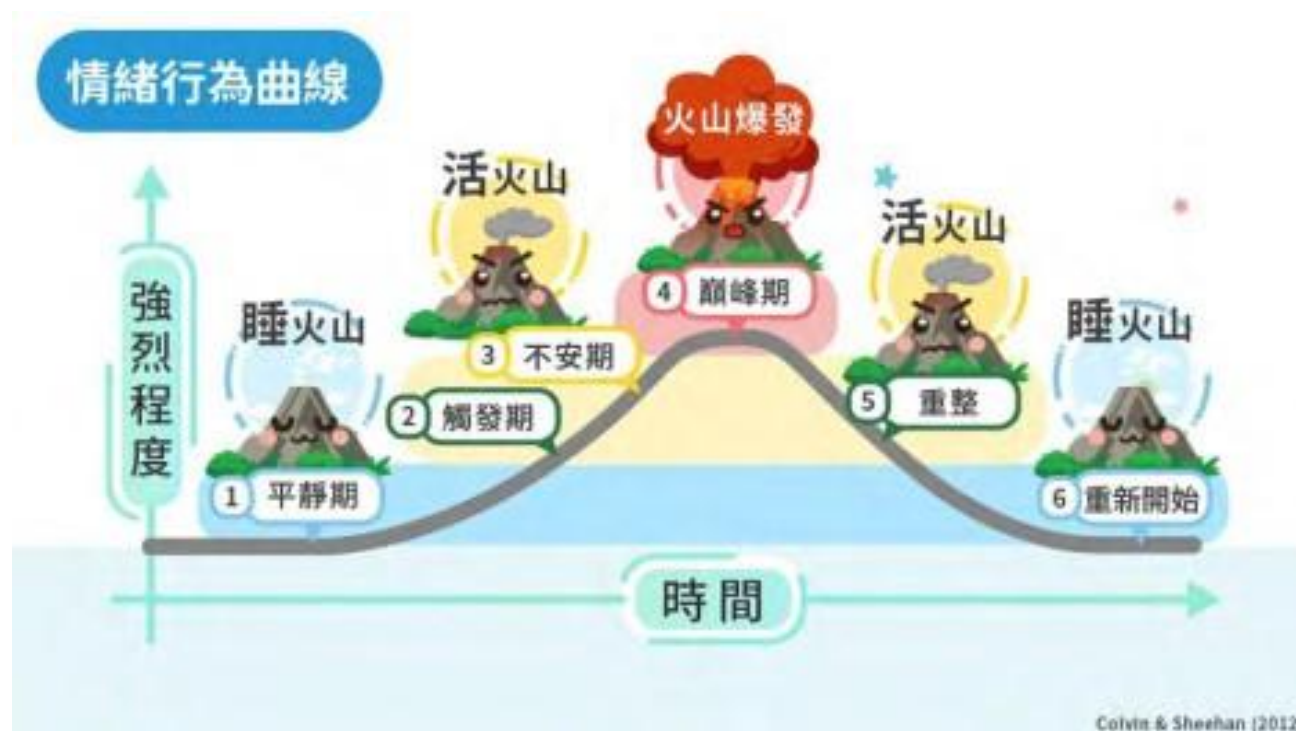 情緒行為曲線
強烈程度
睡火山
1 平靜期
2 觸發期
活火山
3 不安期
火山爆發
4 巔峰期
活火山
5 重整
睡火山
6 重新開始
時間
Colvin & Sheehan (2012